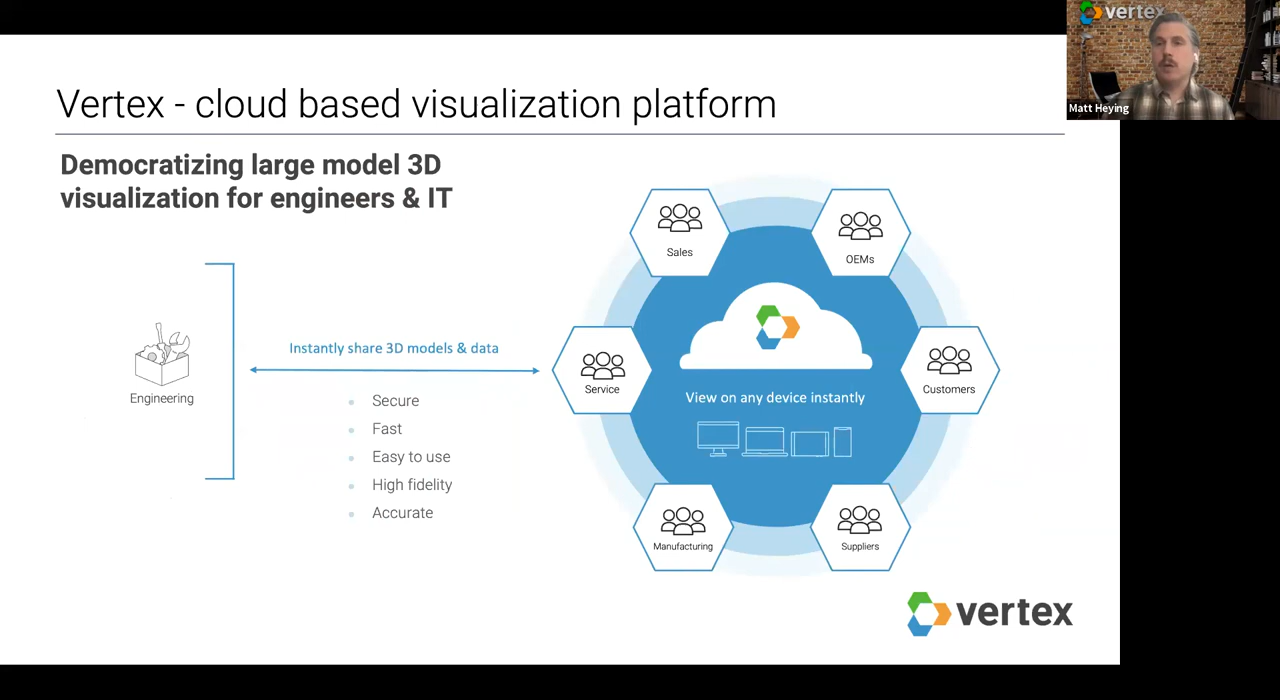 vertex
Matt Heying
Vertex - cloud based visualization platform
Democratizing large model 3D
visualization for engineers & IT
Engineering
Instantly share 3D models & data
Secure
Fast
Easy to use
High fidelity
Accurate
Sales
OEMs
Service
Customers
View on any device instantly
Manufacturing
Suppliers
vertex